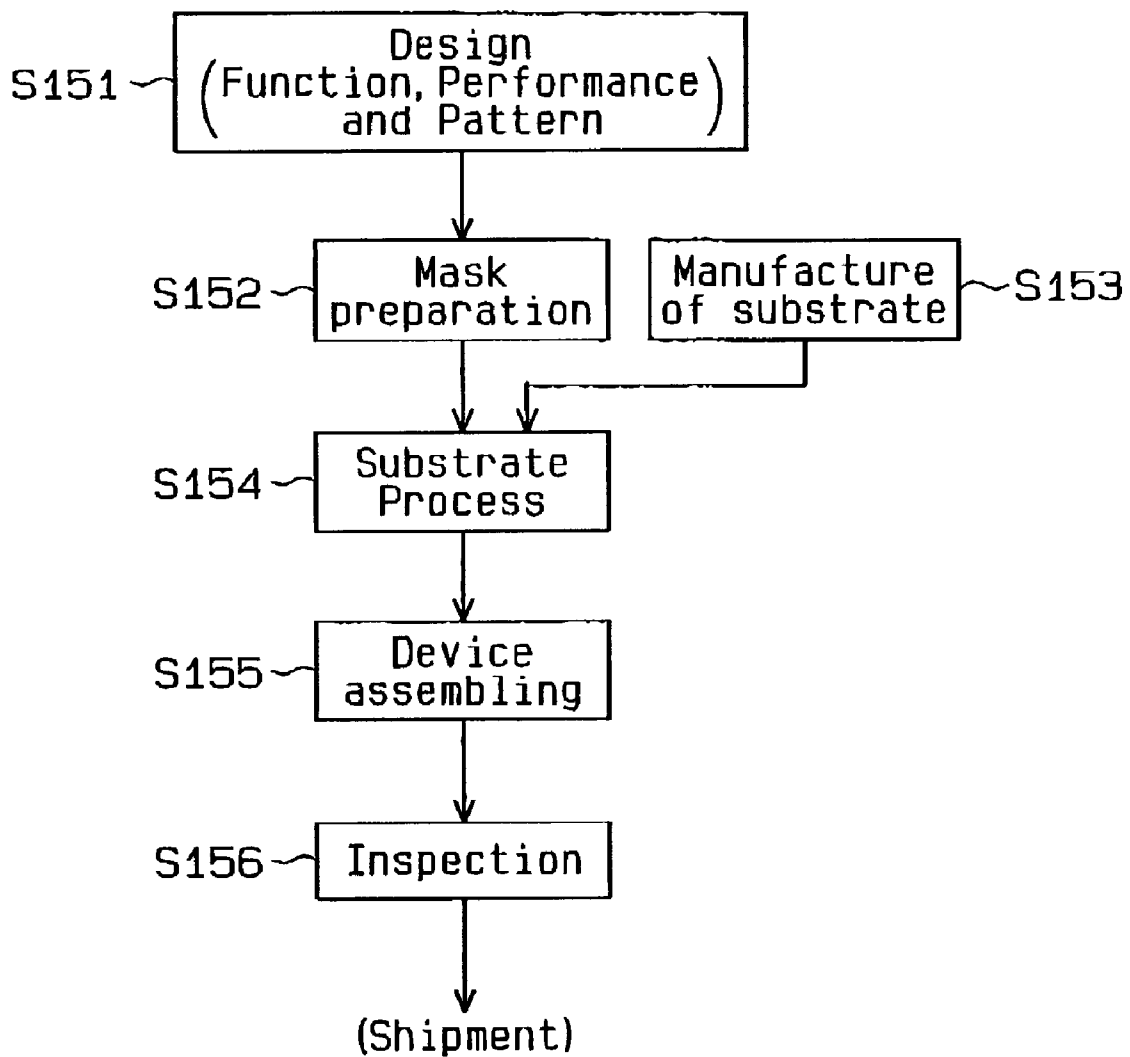 Design
S151
(Function, Performance
and Pattern)
S152
Mask
preparation
Manufacture
of substrate
S153
S154
Substrate
Process
S155
Device
assembling
S156
Inspection
(Shipment)